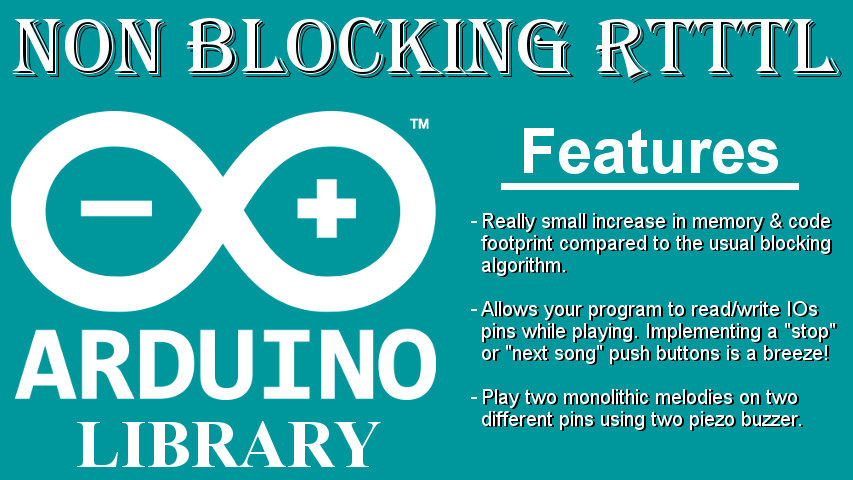 NON BLOCKING RTTTL
TM
ARDUINO
LIBRARY
Features
- Really small increase in memory & code
footprint compared to the usual blocking
algorithm.
- Allows your program to read/write IOs
pins while playing. Implementing a "stop"
or "next song" push buttons is a breeze!
- Play two monolithic melodies on two
different pins using two piezo buzzer.